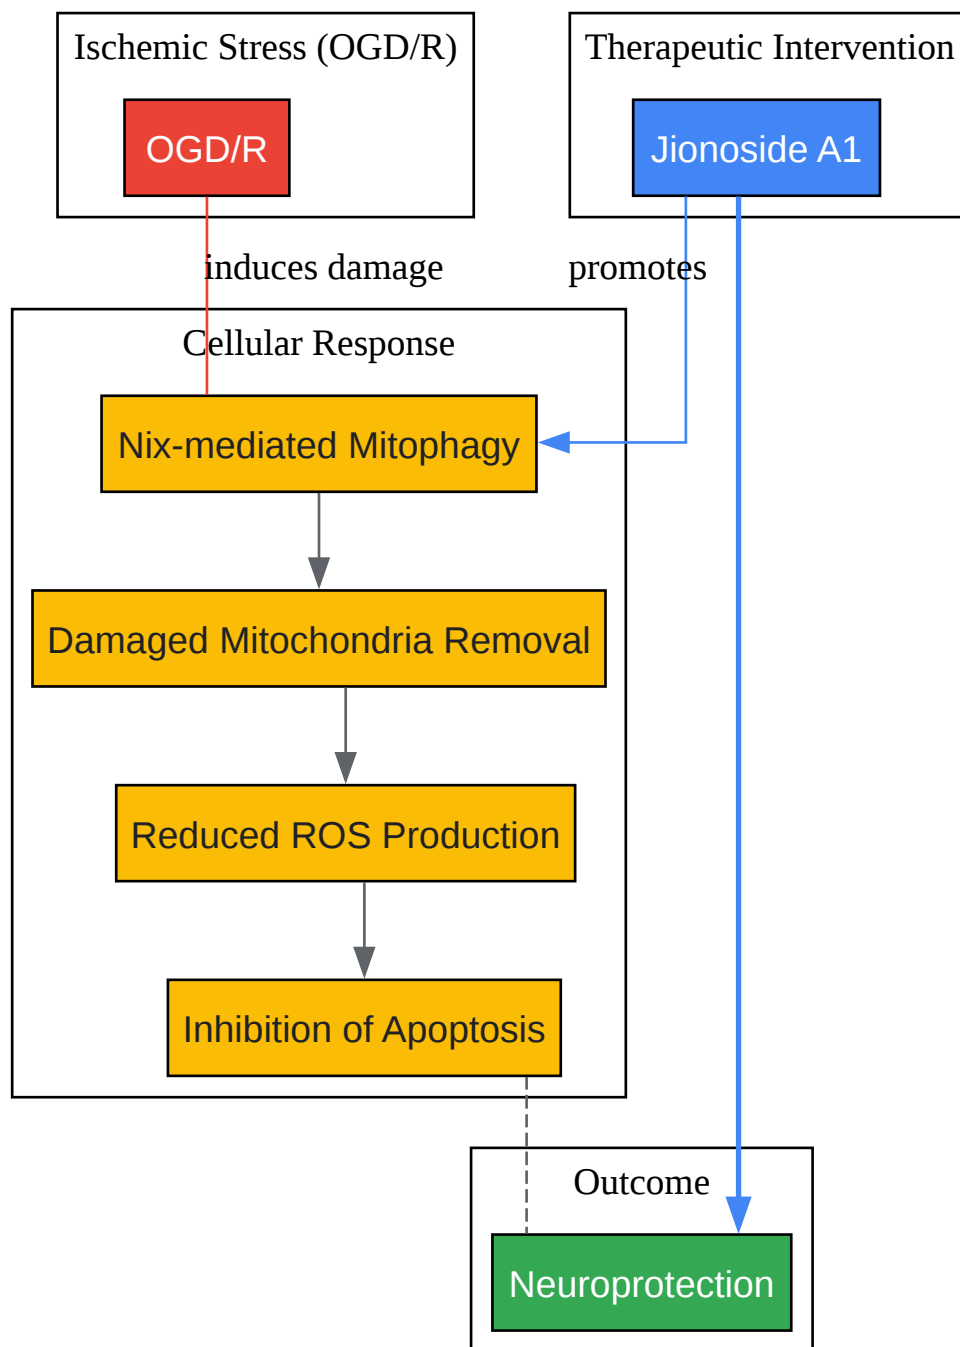 Ischemic Stress (OGD/R)
Therapeutic Intervention
OGD/R
Jionoside A1
induces damage
promotes
Cellular Response
Nix-mediated Mitophagy
Damaged Mitochondria Removal
Reduced ROS Production
Inhibition of Apoptosis
Outcome
Neuroprotection